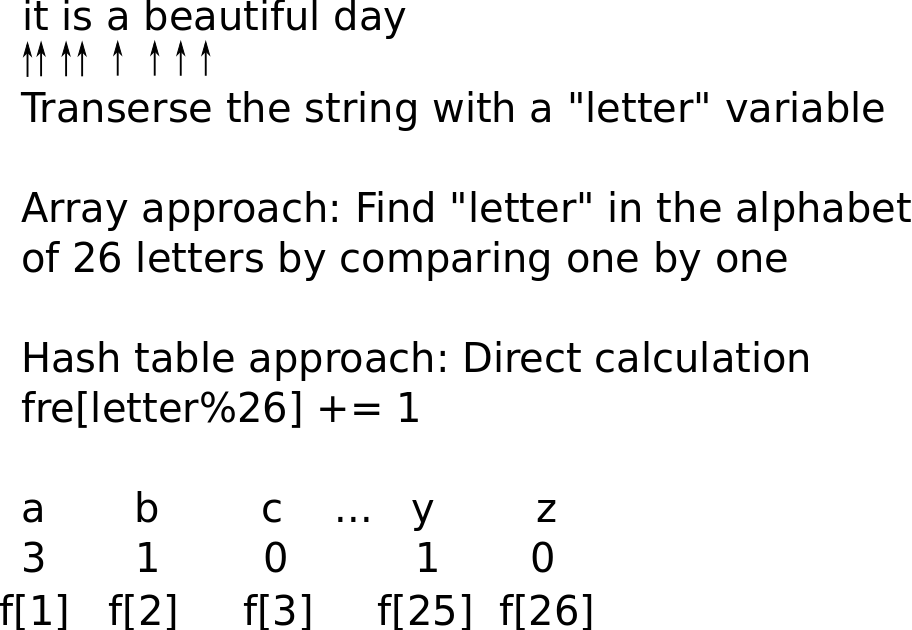 it is a beautiful day
Transerse the string with a "letter" variable
Array approach: Find "letter" in the alphabet
of 26 letters by comparing one by one
Hash table approach: Direct calculation
fre[letter%26] += 1
a b c ... y z
3 1 0 1 0
f[1] f[2] f[3] f[25] f[26]